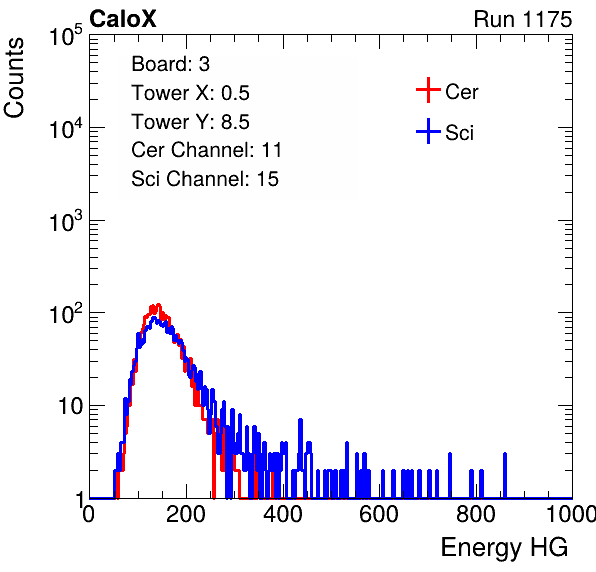 CaloX Run 1175
Counts
10^5
10^4
10^3
10^2
10
1
Board: 3
Tower X: 0.5
Tower Y: 8.5
Cer Channel: 11
Sci Channel: 15
Cer
Sci
0 200 400 600 800 1000
Energy HG